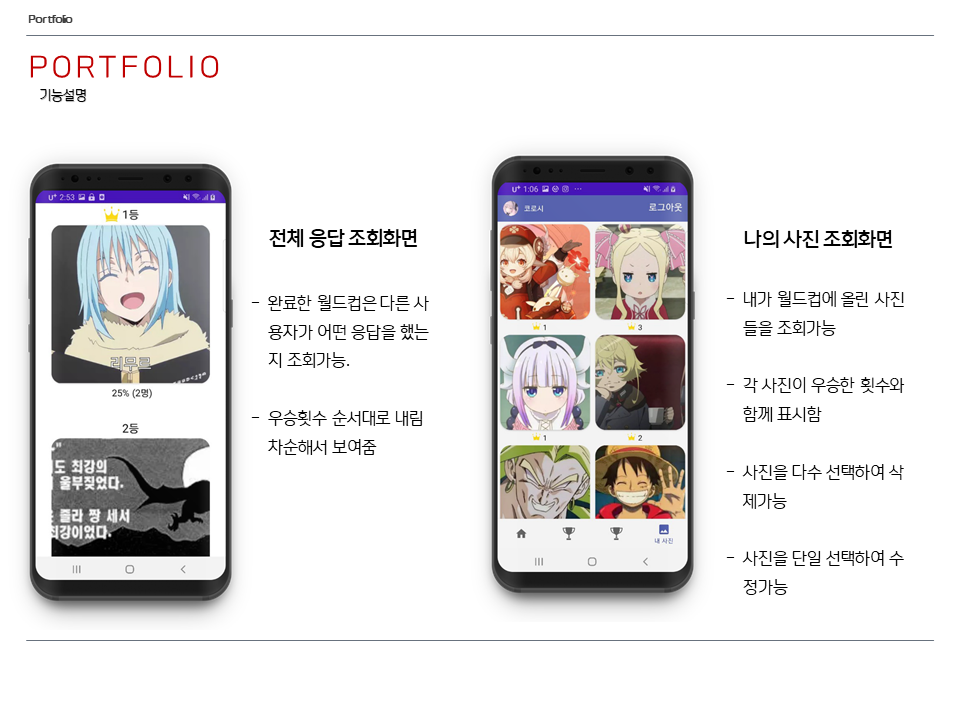 Portfolio
PORTFOLIO
기능설명
U+ 2:53
1등
리무르
25% (2명)
2등
도 최강의
울부짖었다.
졸라 짱 세서
최강이었다.
전체 응답 조회화면
- 완료한 월드컵은 다른 사
용자가 어떤 응답을 했는
지 조회가능.
- 우승횟수 순서대로 내림
차순해서 보여줌
U+ 1:06
코로시
로그아웃
1
3
1
2
내 사진
나의 사진 조회화면
- 내가 월드컵에 올린 사진
들을 조회가능
- 각 사진이 우승한 횟수와
함께 표시함
- 사진을 다수 선택하여 삭
제가능
- 사진을 단일 선택하여 수
정가능